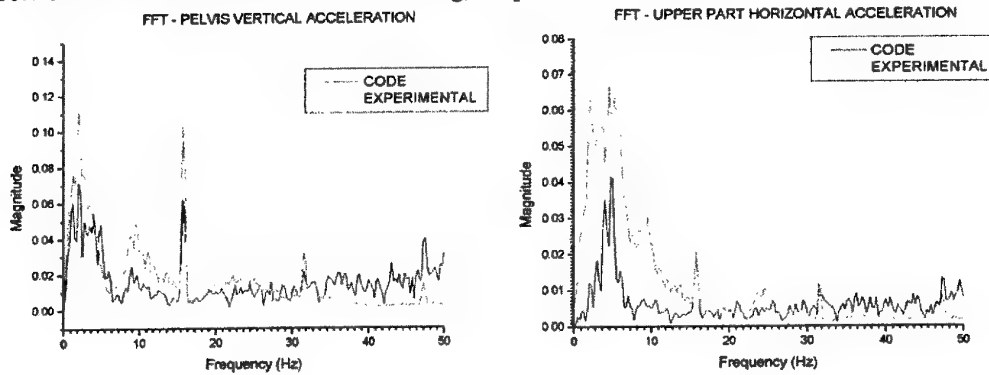 FFT - PELVIS VERTICAL ACCELERATION
CODE
EXPERIMENTAL
0.14
0.12
0.10
0.08
0.06
0.04
0.02
0.00
Magnitude
0 10 20 30 40 50
Frequency (Hz)
FFT - UPPER PART HORIZONTAL ACCELERATION
CODE
EXPERIMENTAL
0.08
0.07
0.06
0.05
0.04
0.03
0.02
0.01
0.00
Magnitude
0 10 20 30 40 50
Frequency (Hz)